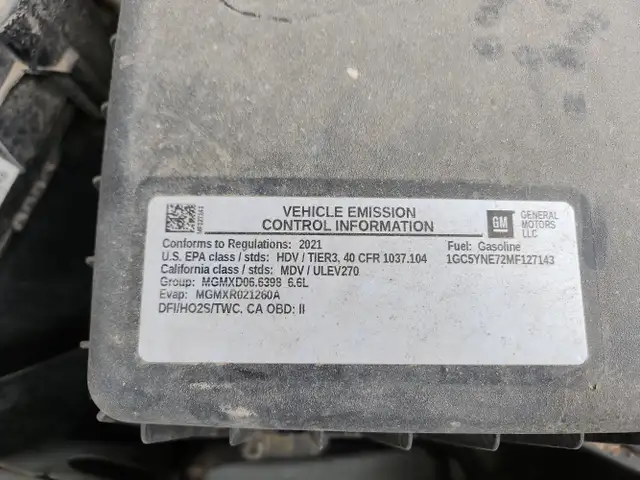 VEHICLE EMISSION
CONTROL INFORMATION
GM
GENERAL
MOTORS
LLC
Conforms to Regulations: 2021
Fuel: Gasoline
U.S. EPA class / stds: HDV / TIER3, 40 CFR 1037.104
1GC5YNE72MF127143
California class / stds: MDV / ULEV270
Group: MGMXD06.6398 6.6L
Evap: MGMXR021260A
DFI/HO2S/TWC, CA OBD: II
MF127143